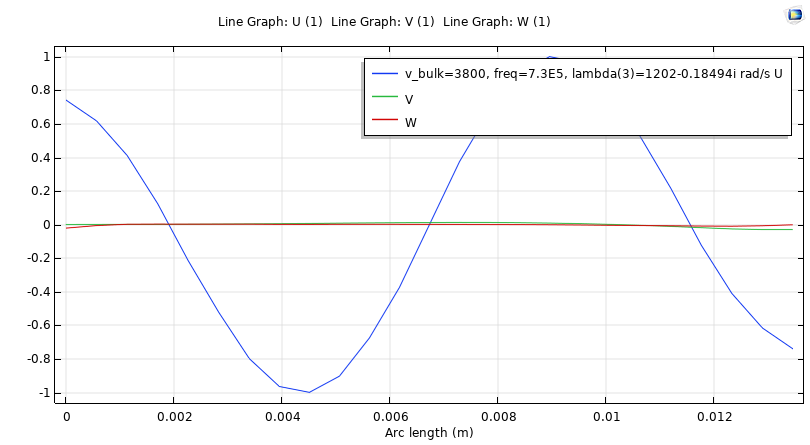 Line Graph: U (1)  Line Graph: V (1)  Line Graph: W (1)
v_bulk=3800, freq=7.3E5, lambda(3)=1202-0.18494i rad/s U
V
W
1
0.8
0.6
0.4
0.2
0
-0.2
-0.4
-0.6
-0.8
-1
0 0.002 0.004 0.006 0.008 0.01 0.012
Arc length (m)